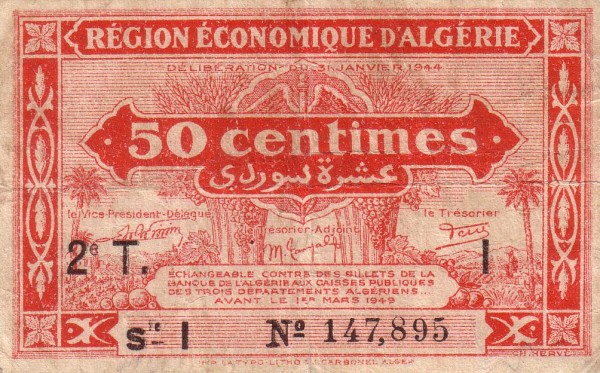 RÉGION ÉCONOMIQUE D'ALGÉRIE
DÉLIBÉRATION DU 31 JANVIER 1944
50 centimes
عشرة سوردي
le Vice-Président-Délégué
le Trésorier-Adjoint
le Trésorier
2e T.
I
ÉCHANGEABLE CONTRE DES BILLETS DE LA
BANQUE DE L'ALGÉRIE AUX CAISSES PUBLIQUES
DES TROIS DÉPARTEMENTS ALGÉRIENS...
AVANT LE 1ER MARS 1949
Sie I
No 147,895
IMP. LA TYPO-LITHO & J. CARBONEL ALGER
CH. HERVÉ